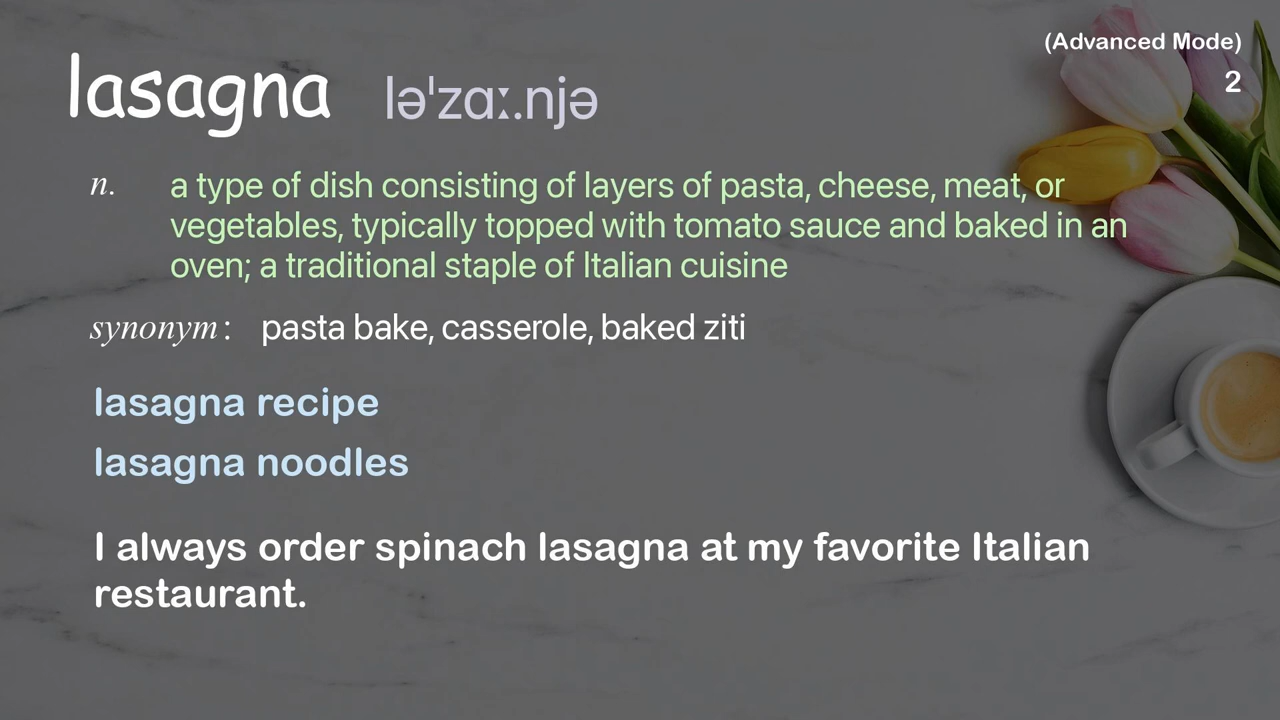 (Advanced Mode)
2
lasagna ləˈzɑː.njə
n. a type of dish consisting of layers of pasta, cheese, meat, or
vegetables, typically topped with tomato sauce and baked in an
oven; a traditional staple of Italian cuisine
synonym: pasta bake, casserole, baked ziti
lasagna recipe
lasagna noodles
I always order spinach lasagna at my favorite Italian
restaurant.